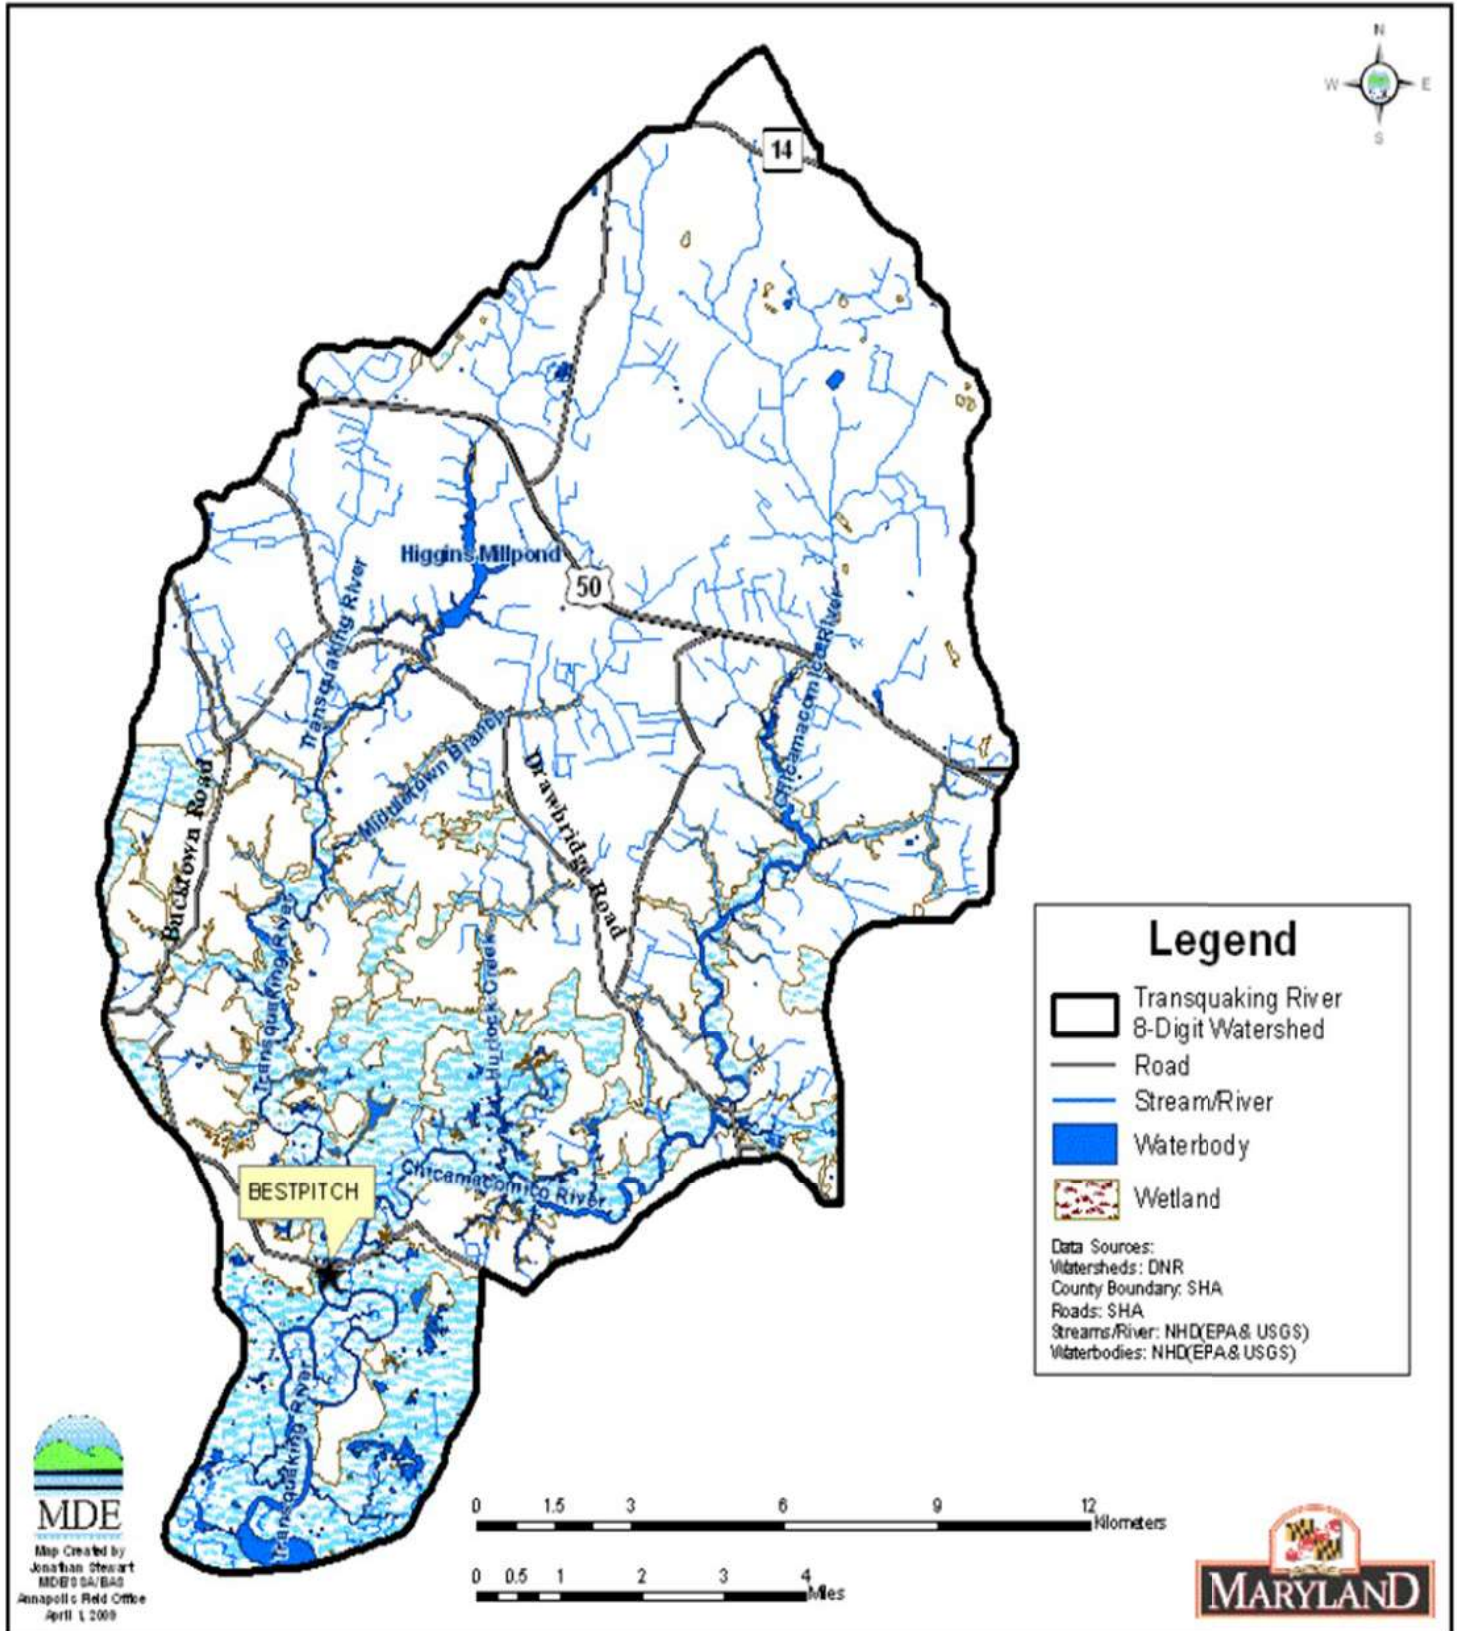 N
W
E
S
14
Higgins Millpond
50
Transquaking River
Chicamacomico River
Middletown Branch
Drawbridge Road
Bucktown Road
Transquaking River
Hurlock Creek
BESTPITCH
Chicamacomico River
Transquaking River
Legend
Transquaking River
8-Digit Watershed
Road
Stream/River
Waterbody
Wetland
Data Sources:
Watersheds: DNR
County Boundary: SHA
Roads: SHA
Streams/River: NHD(EPA & USGS)
Waterbodies: NHD(EPA & USGS)
MDE
Map Created by
Jonathan Stewart
Annapolis Field Office
0 1.5 3 6 9 12
Kilometers
0 0.5 1 2 3 4
Miles
MARYLAND